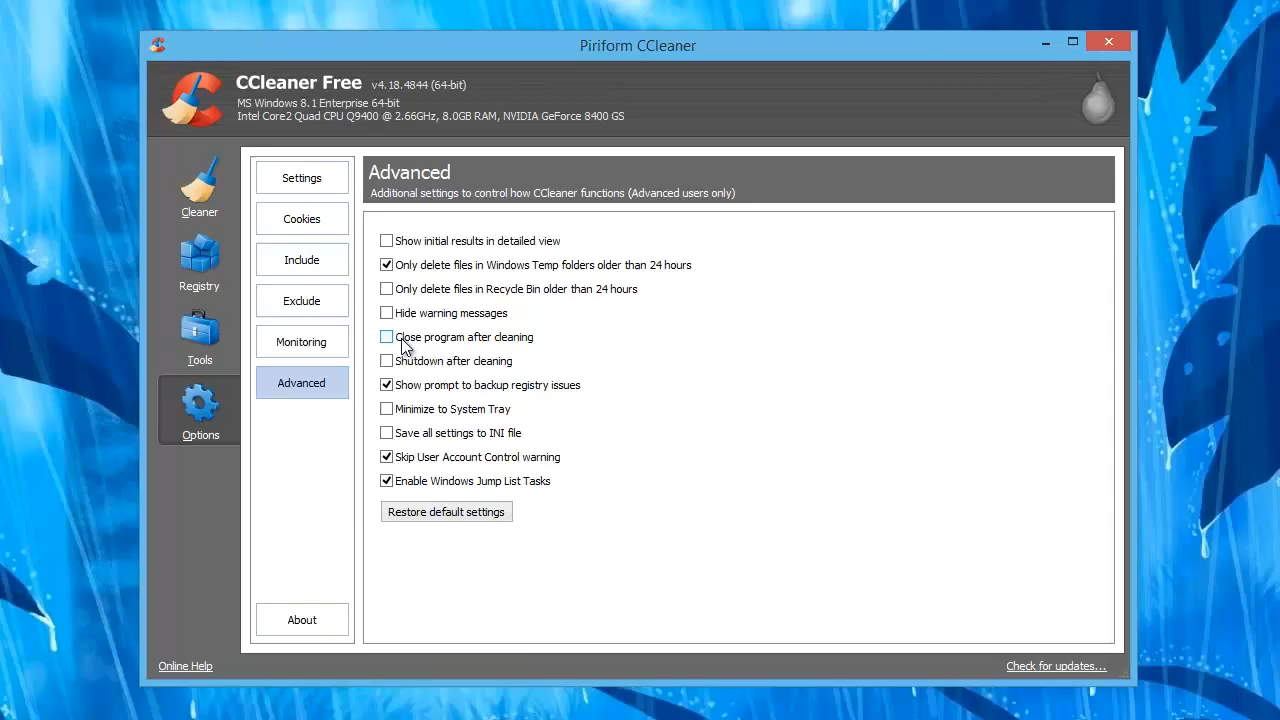 Piriform CCleaner
CCleaner Free v4.18.4844 (64-bit)
MS Windows 8.1 Enterprise 64-bit
Intel Core2 Quad CPU Q9400 @ 2.66GHz, 8.0GB RAM, NVIDIA GeForce 8400 GS
Cleaner
Registry
Tools
Options
Settings
Cookies
Include
Exclude
Monitoring
Advanced
About
Advanced
Additional settings to control how CCleaner functions (Advanced users only)
Show initial results in detailed view
Only delete files in Windows Temp folders older than 24 hours
Only delete files in Recycle Bin older than 24 hours
Hide warning messages
Close program after cleaning
Shutdown after cleaning
Show prompt to backup registry issues
Minimize to System Tray
Save all settings to INI file
Skip User Account Control warning
Enable Windows Jump List Tasks
Restore default settings
Online Help
Check for updates...